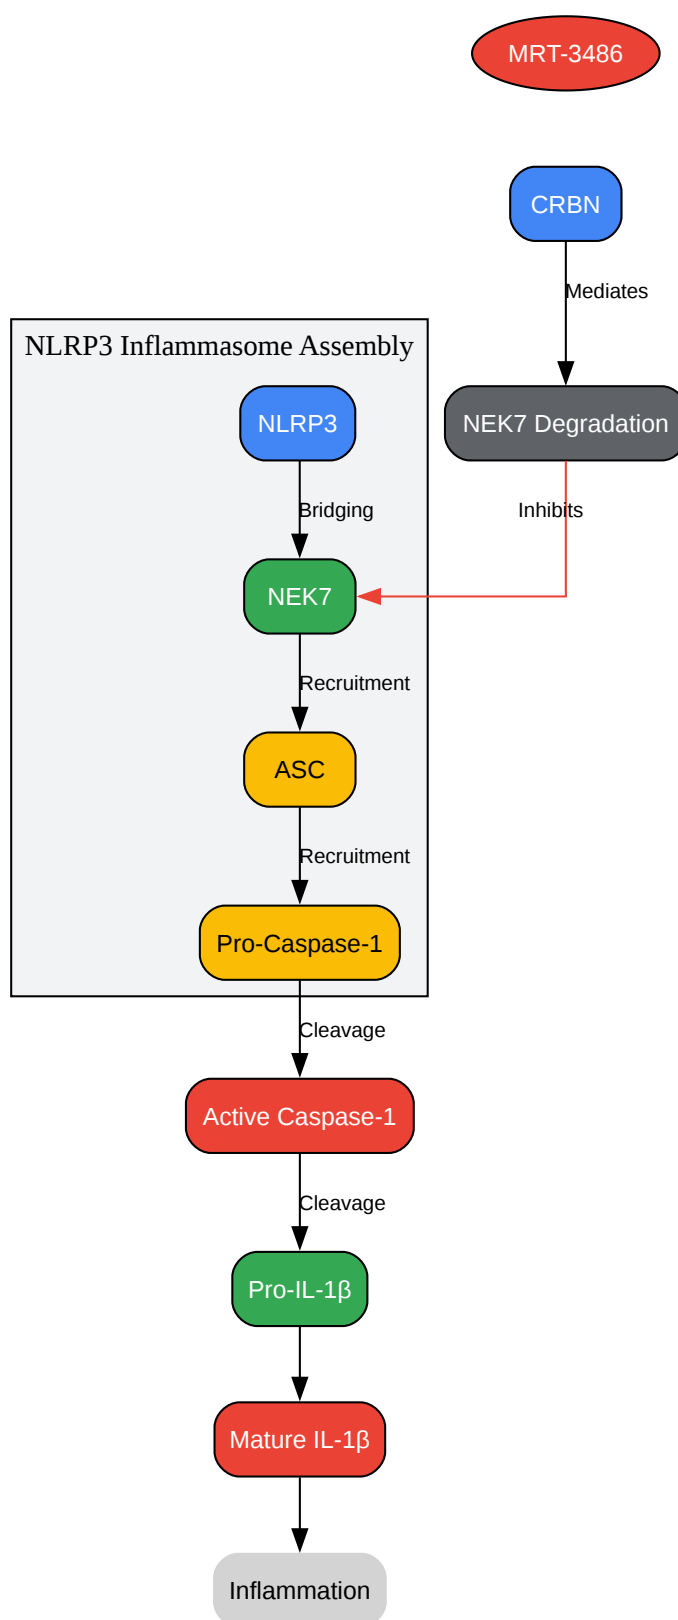 MRT-3486
CRBN
Mediates
NLRP3 Inflammasome Assembly
NLRP3
NEK7 Degradation
Bridging
Inhibits
NEK7
Recruitment
ASC
Recruitment
Pro-Caspase-1
Cleavage
Active Caspase-1
Cleavage
Pro-IL-1β
Mature IL-1β
Inflammation